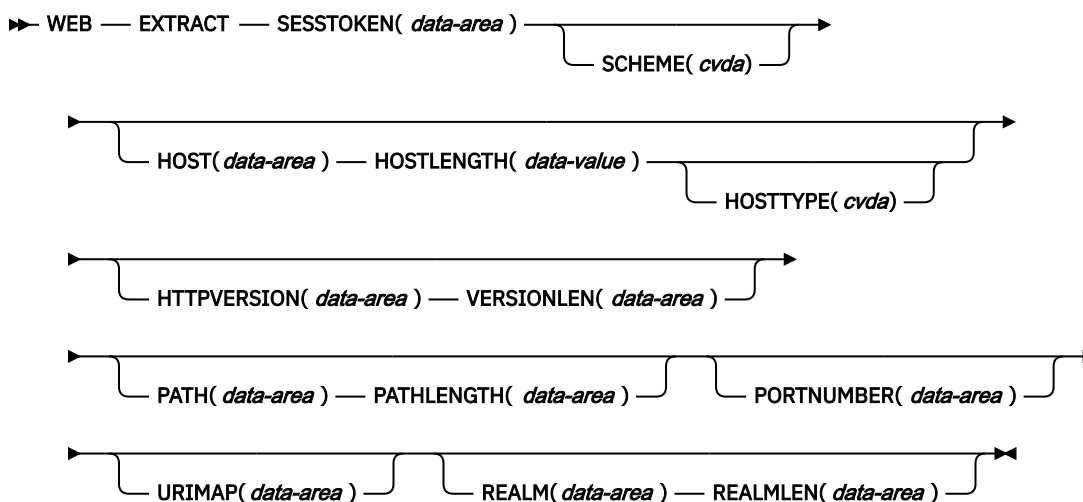 WEB EXTRACT SESSTOKEN( data-area )
SCHEME( cvda)
HOST( data-area ) HOSTLENGTH( data-value )
HOSTTYPE( cvda)
HTTPVERSION( data-area ) VERSIONLEN( data-area )
PATH( data-area ) PATHLENGTH( data-area ) PORTNUMBER( data-area )
URIMAP( data-area ) REALM( data-area ) REALMLEN( data-area )